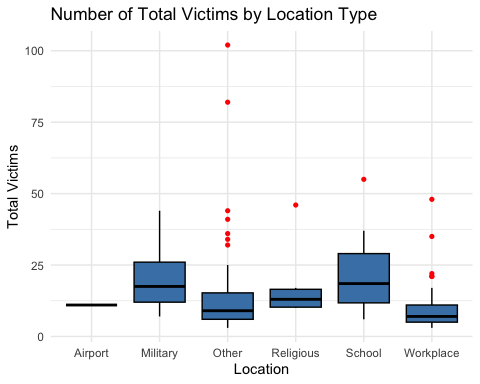 Number of Total Victims by Location Type
100
75
50
25
0
Total Victims
Airport Military Other Religious School Workplace
Location